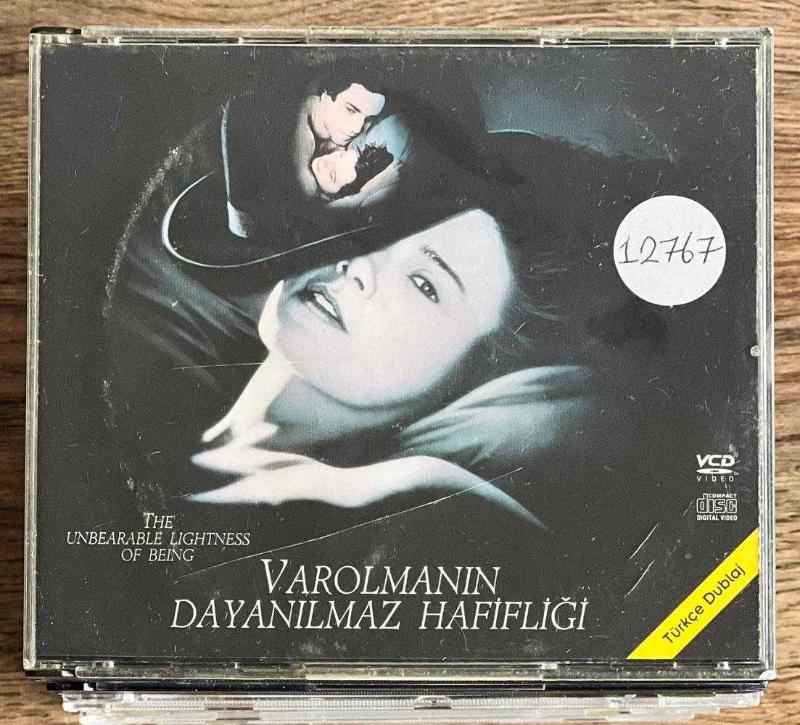 12767
VCD
VIDEO
COMPACT
disc
DIGITAL VIDEO
THE
UNBEARABLE LIGHTNESS
OF BEING
VAROLMANIN
DAYANILMAZ HAFİFLİĞİ
Türkçe Dublaj